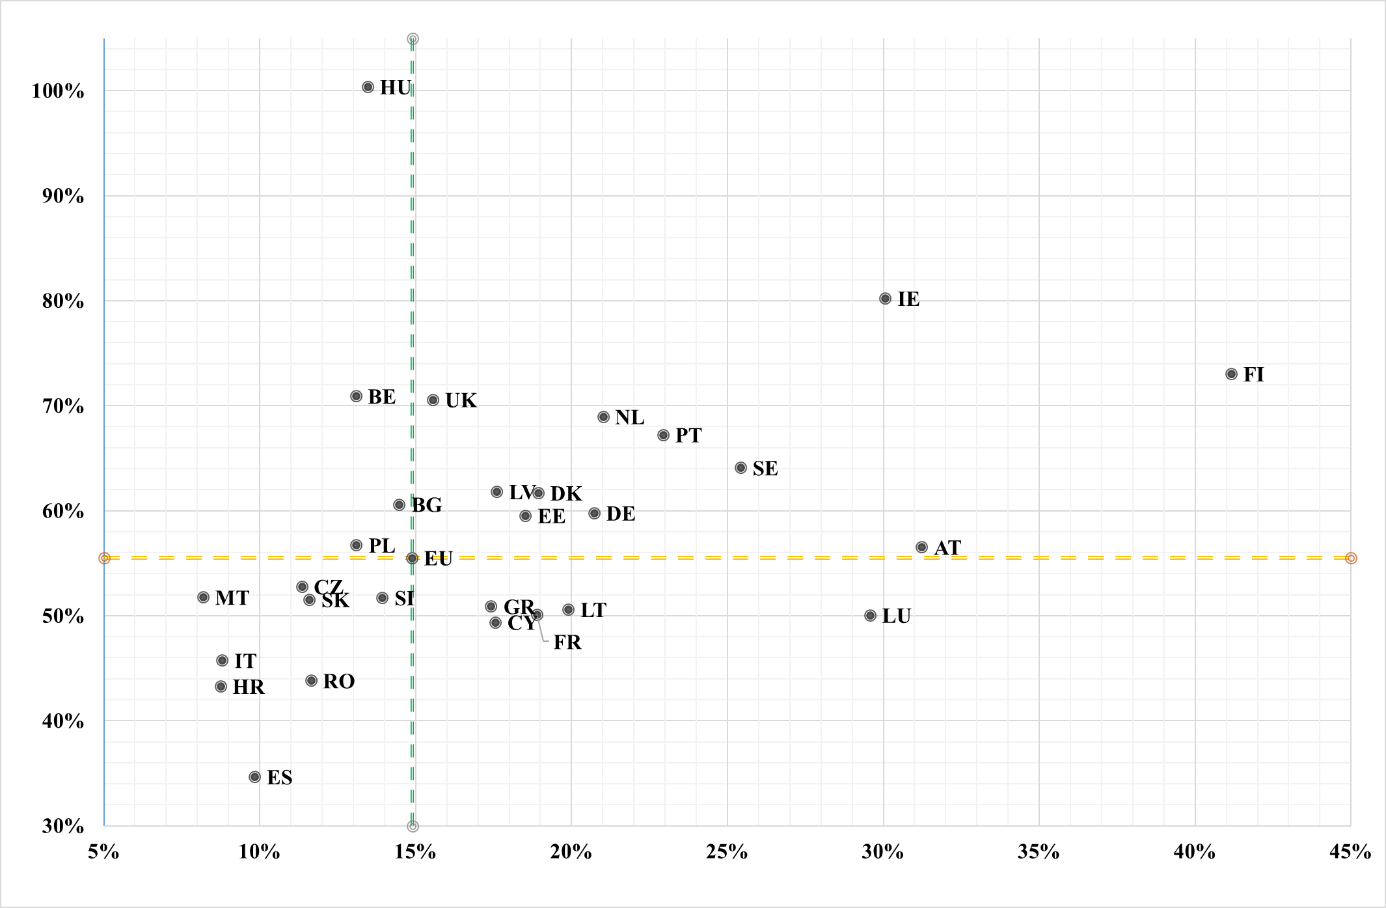 100%
HU
90%
80%
IE
FI
BE
UK
70%
NL
PT
SE
LV
DK
BG
60%
EE
DE
PL
AT
EU
CZ
MT
SK
SI
GR
LT
50%
LU
CY
FR
IT
RO
HR
40%
ES
30%
5%
10%
15%
20%
25%
30%
35%
40%
45%